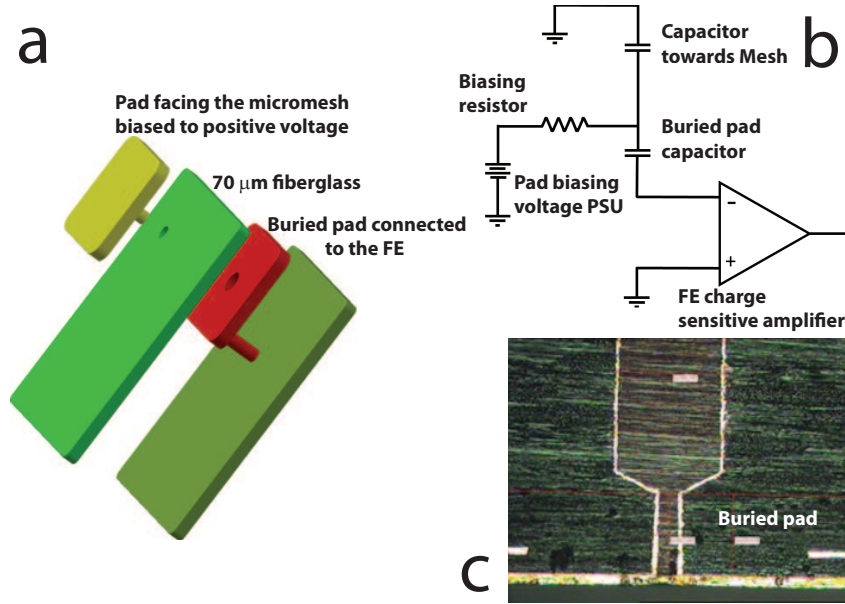 a
Pad facing the micromesh
biased to positive voltage
70 μm fiberglass
Buried pad connected
to the FE
b
Capacitor
towards Mesh
Biasing
resistor
Buried pad
capacitor
Pad biasing
voltage PSU
−
+
FE charge
sensitive amplifier
c
Buried pad